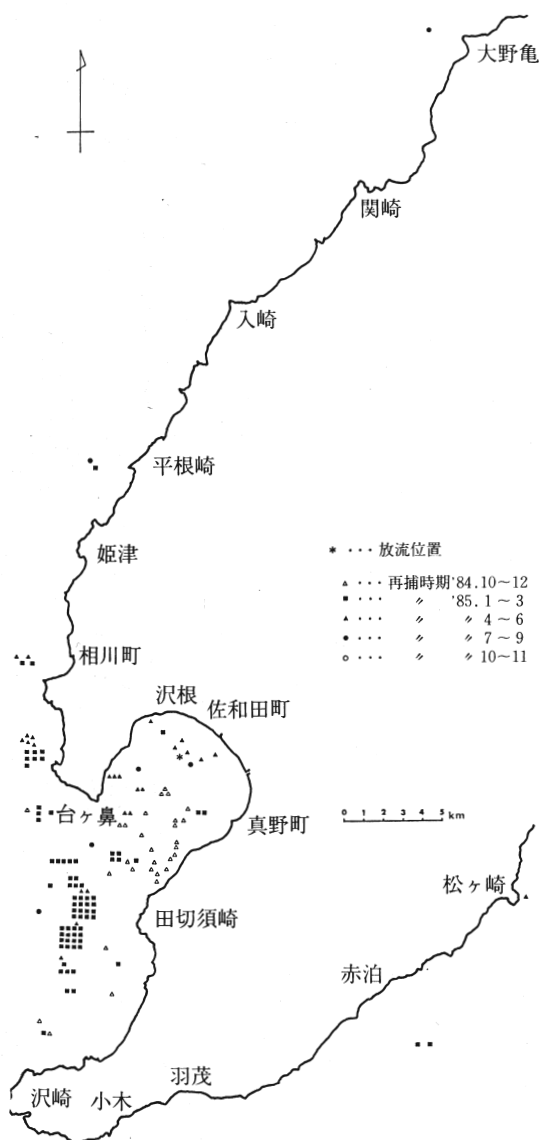 大野亀
関崎
入崎
平根崎
姫津
* ・・・ 放流位置
△ ・・・ 再捕時期 '84.10～12
■ ・・・ 〃 '85. 1～3
▲ ・・・ 〃 〃 4～6
● ・・・ 〃 〃 7～9
○ ・・・ 〃 〃 10～11
相川町
沢根
佐和田町
台ヶ鼻
真野町
0 1 2 3 4 5 km
松ヶ崎
田切須崎
赤泊
羽茂
沢崎
小木